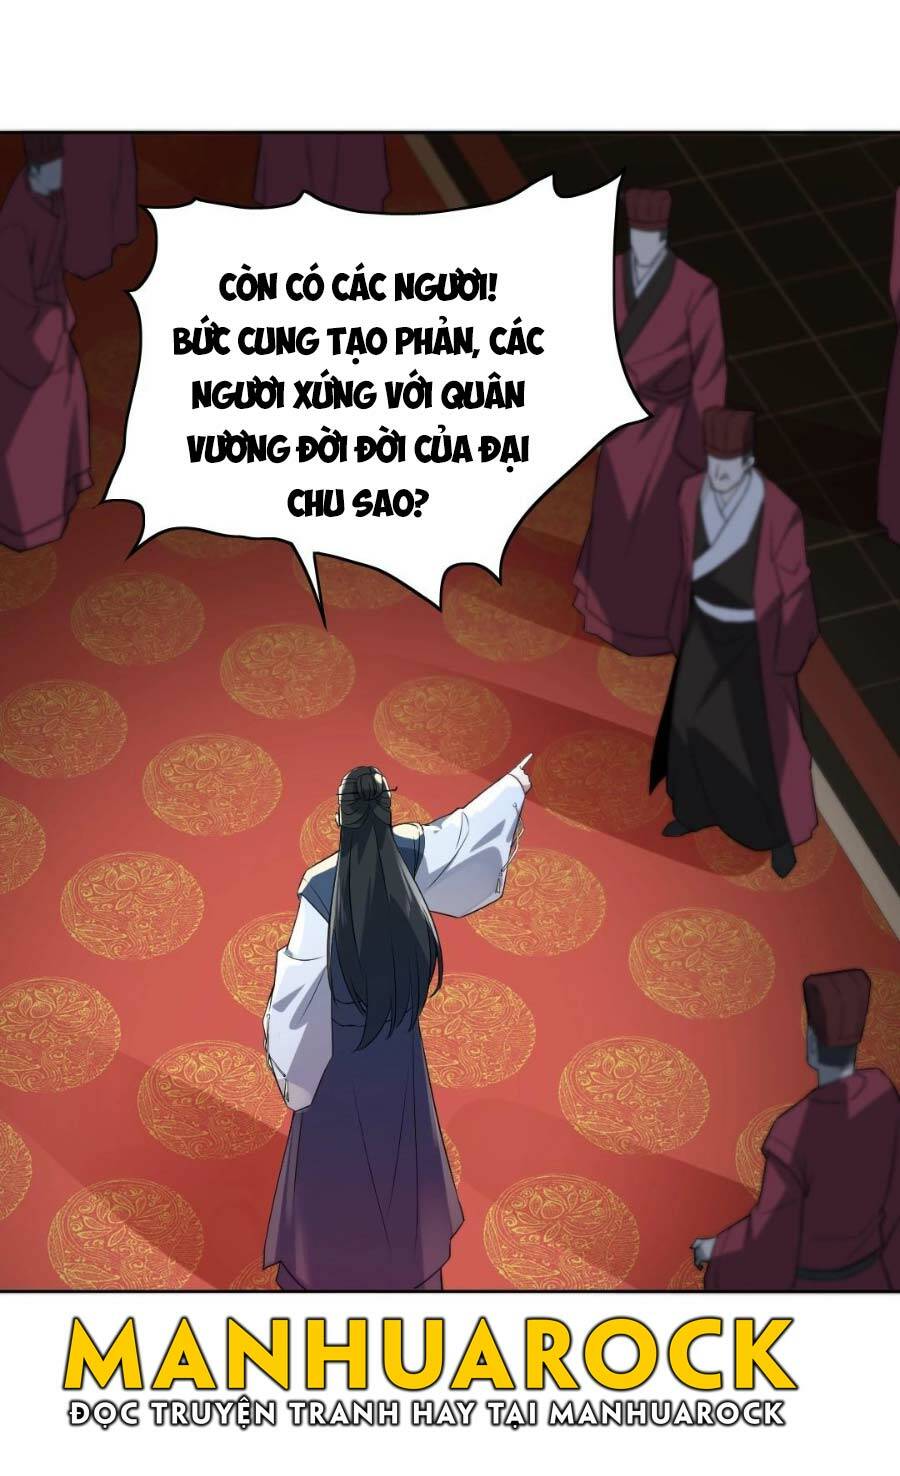 CÒN CÓ CÁC NGƯƠI!
BỨC CUNG TẠO PHẢN, CÁC
NGƯƠI XỨNG VỚI QUÂN
VƯƠNG ĐỜI ĐỜI CỦA ĐẠI
CHU SAO?
MANHUAROCK
ĐỌC TRUYỆN TRANH HAY TẠI MANHUAROCK